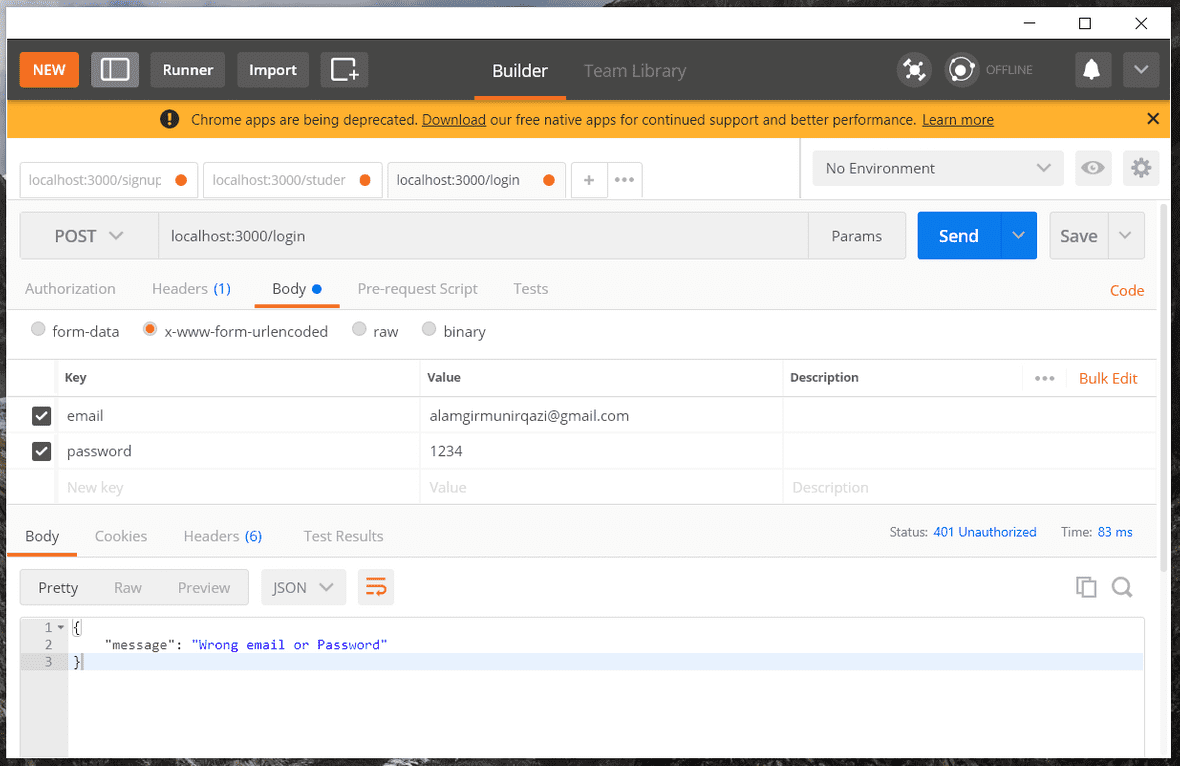 NEW Runner Import Builder Team Library OFFLINE
Chrome apps are being deprecated. Download our free native apps for continued support and better performance. Learn more
localhost:3000/signup localhost:3000/studer localhost:3000/login + ••• No Environment
POST localhost:3000/login Params Send Save
Authorization Headers (1) Body Pre-request Script Tests Code
form-data x-www-form-urlencoded raw binary
Key Value Description ••• Bulk Edit
email alamgirmunirqazi@gmail.com
password 1234
New key Value Description
Body Cookies Headers (6) Test Results Status: 401 Unauthorized Time: 83 ms
Pretty Raw Preview JSON
1 {
2 "message": "Wrong email or Password"
3 }